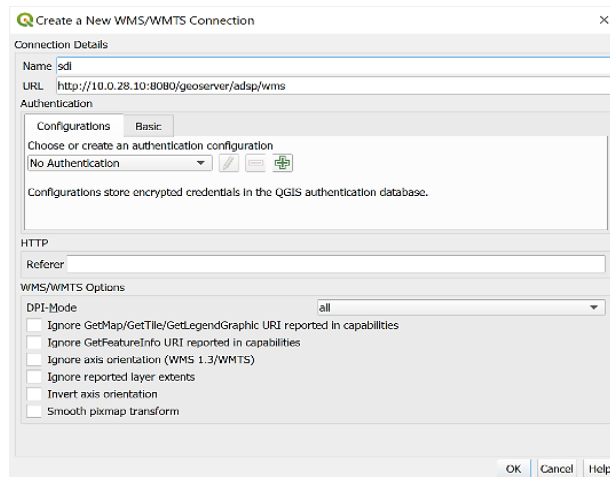 Create a New WMS/WMTS Connection
Connection Details
Name sdi
URL http://10.0.28.10:8080/geoserver/adsp/wms
Authentication
Configurations Basic
Choose or create an authentication configuration
No Authentication
Configurations store encrypted credentials in the QGIS authentication database.
HTTP
Referer
WMS/WMTS Options
DPI-Mode all
Ignore GetMap/GetTile/GetLegendGraphic URI reported in capabilities
Ignore GetFeatureInfo URI reported in capabilities
Ignore axis orientation (WMS 1.3/WMTS)
Ignore reported layer extents
Invert axis orientation
Smooth pixmap transform
OK Cancel Help